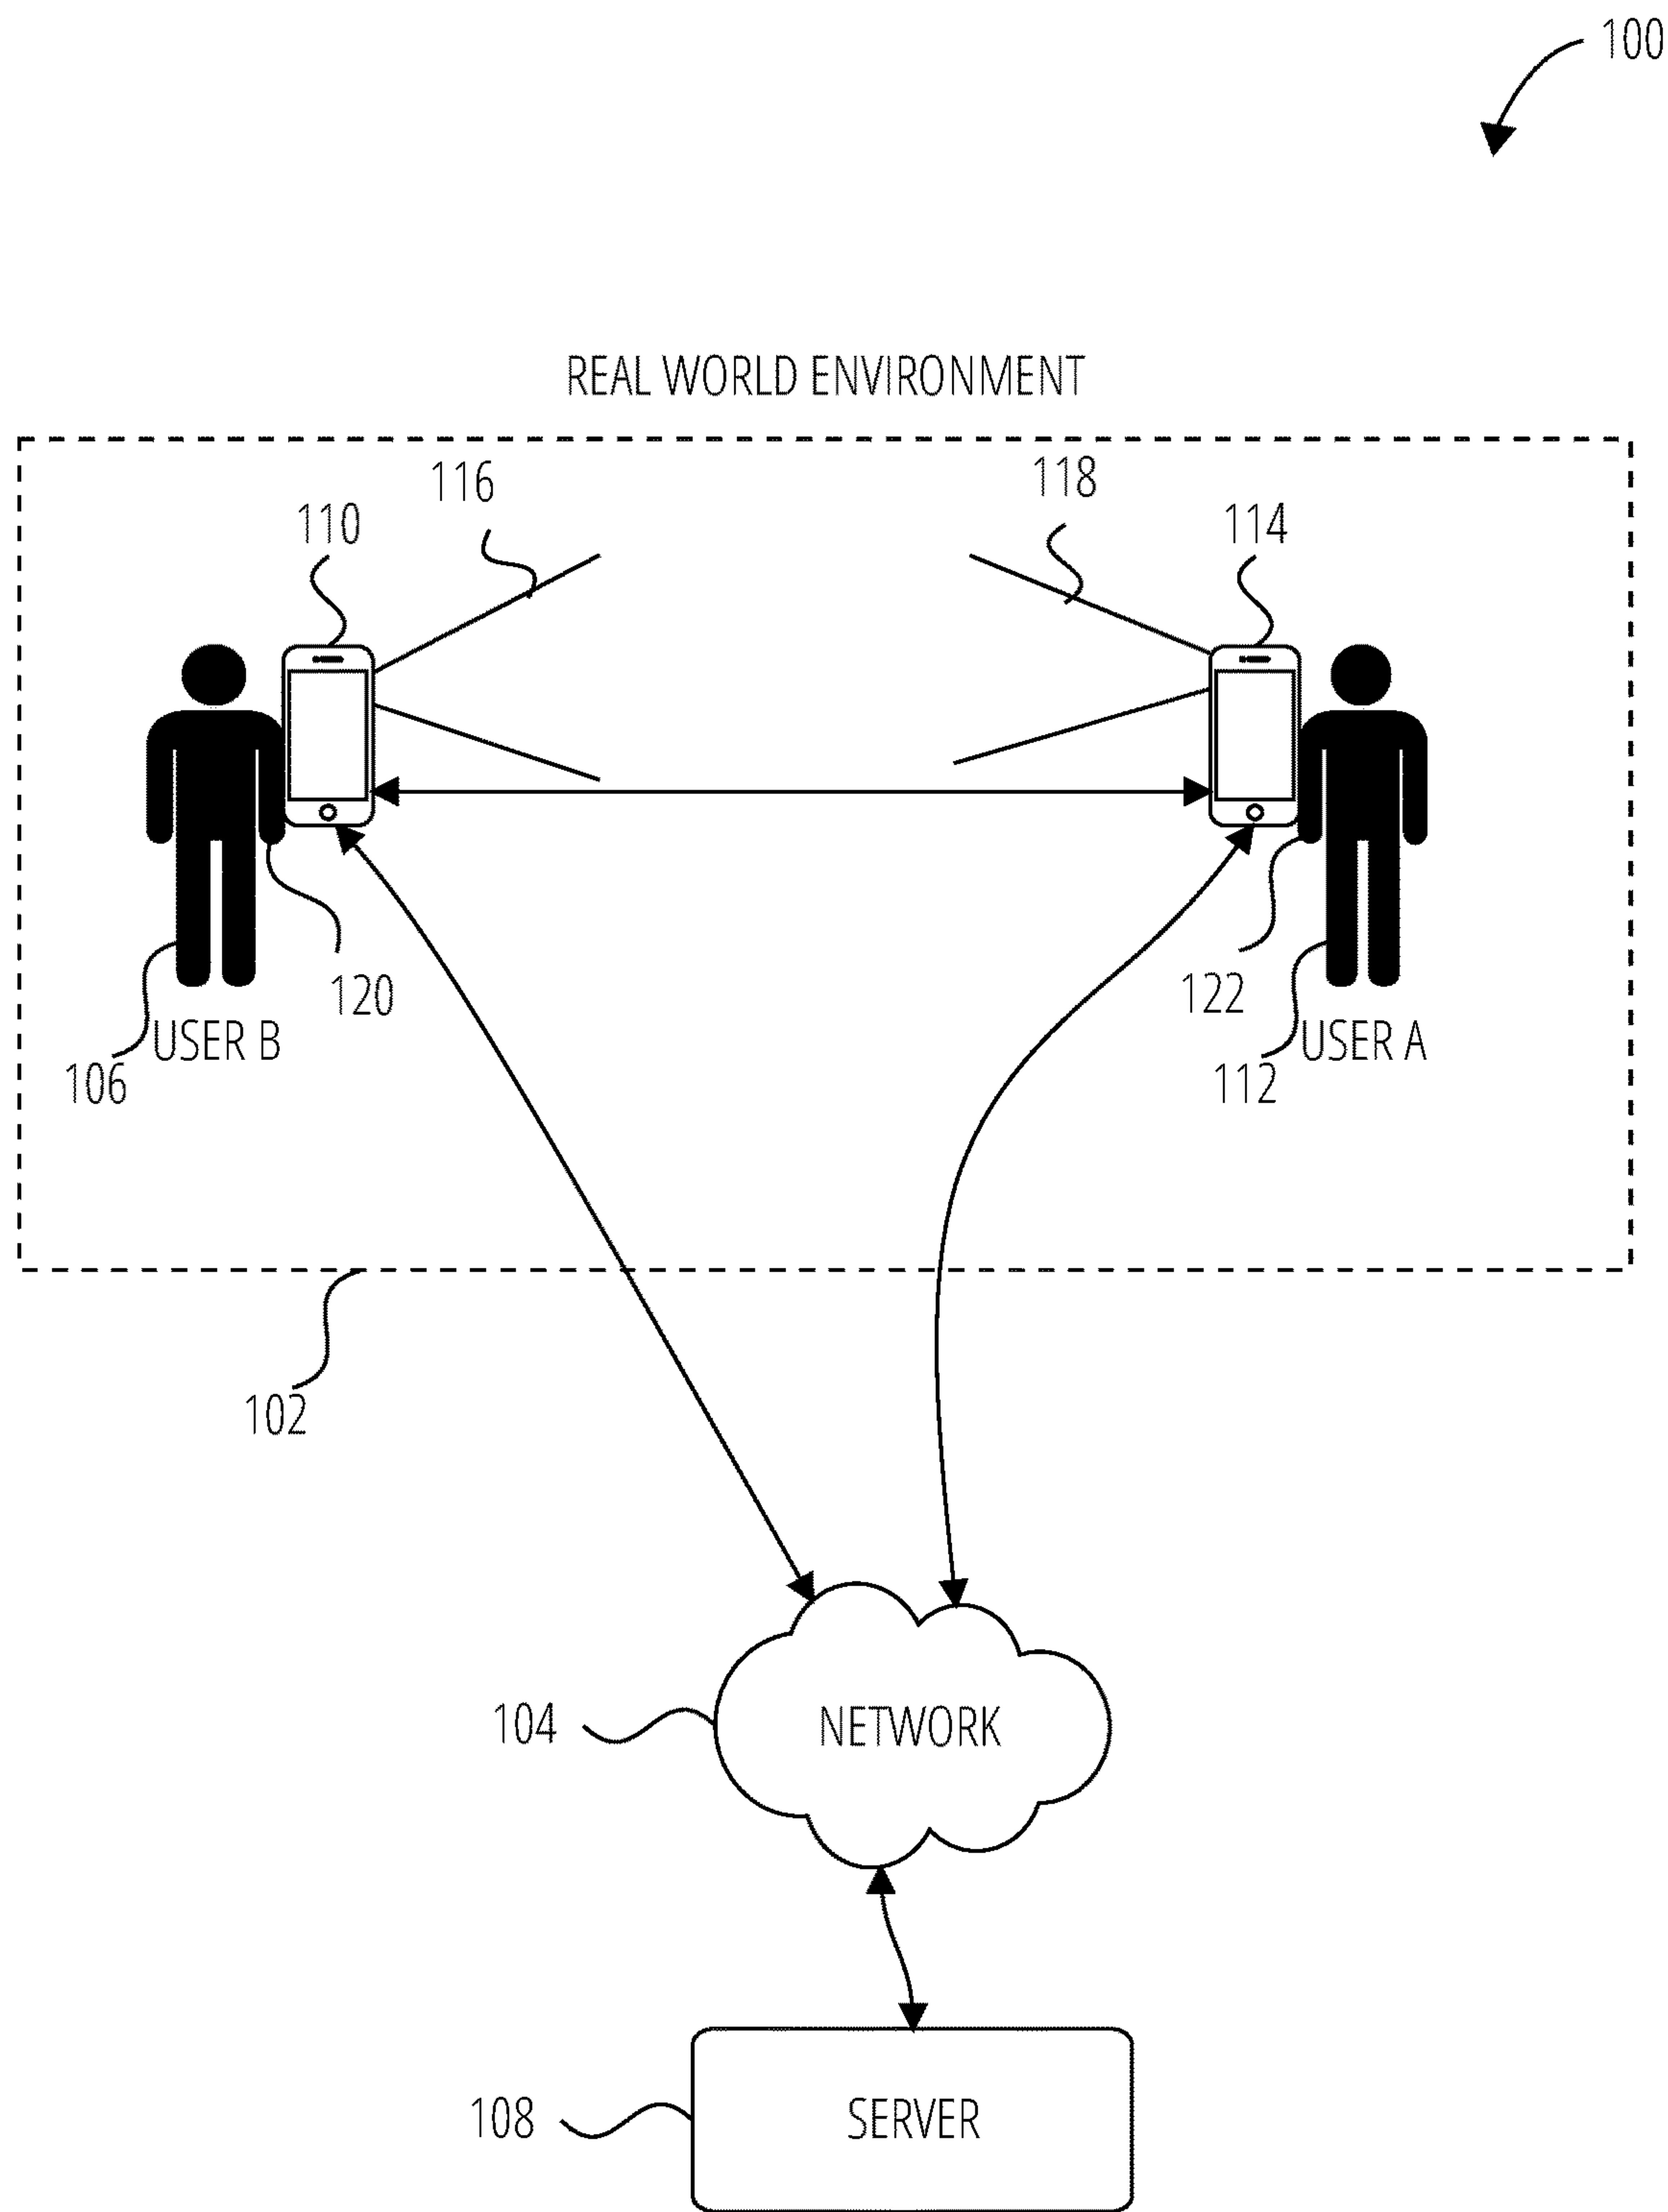 100
REAL WORLD ENVIRONMENT
116
118
110
114
120
122
USER B
USER A
106
112
102
104
NETWORK
108
SERVER